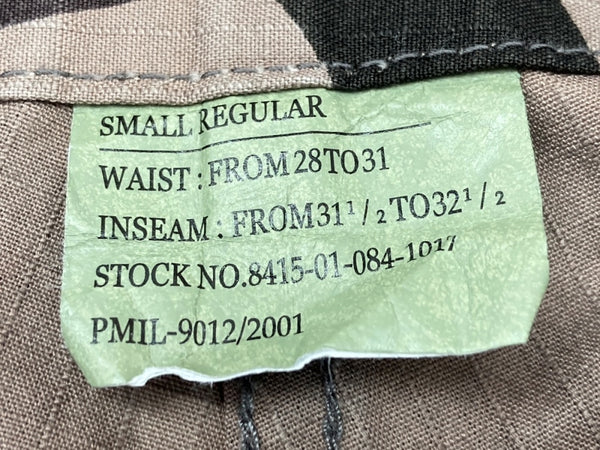 SMALL REGULAR
WAIST : FROM 28 TO 31
INSEAM : FROM 31 1/2 TO 32 1/2
STOCK NO.8415-01-084-1017
PMIL-9012/2001